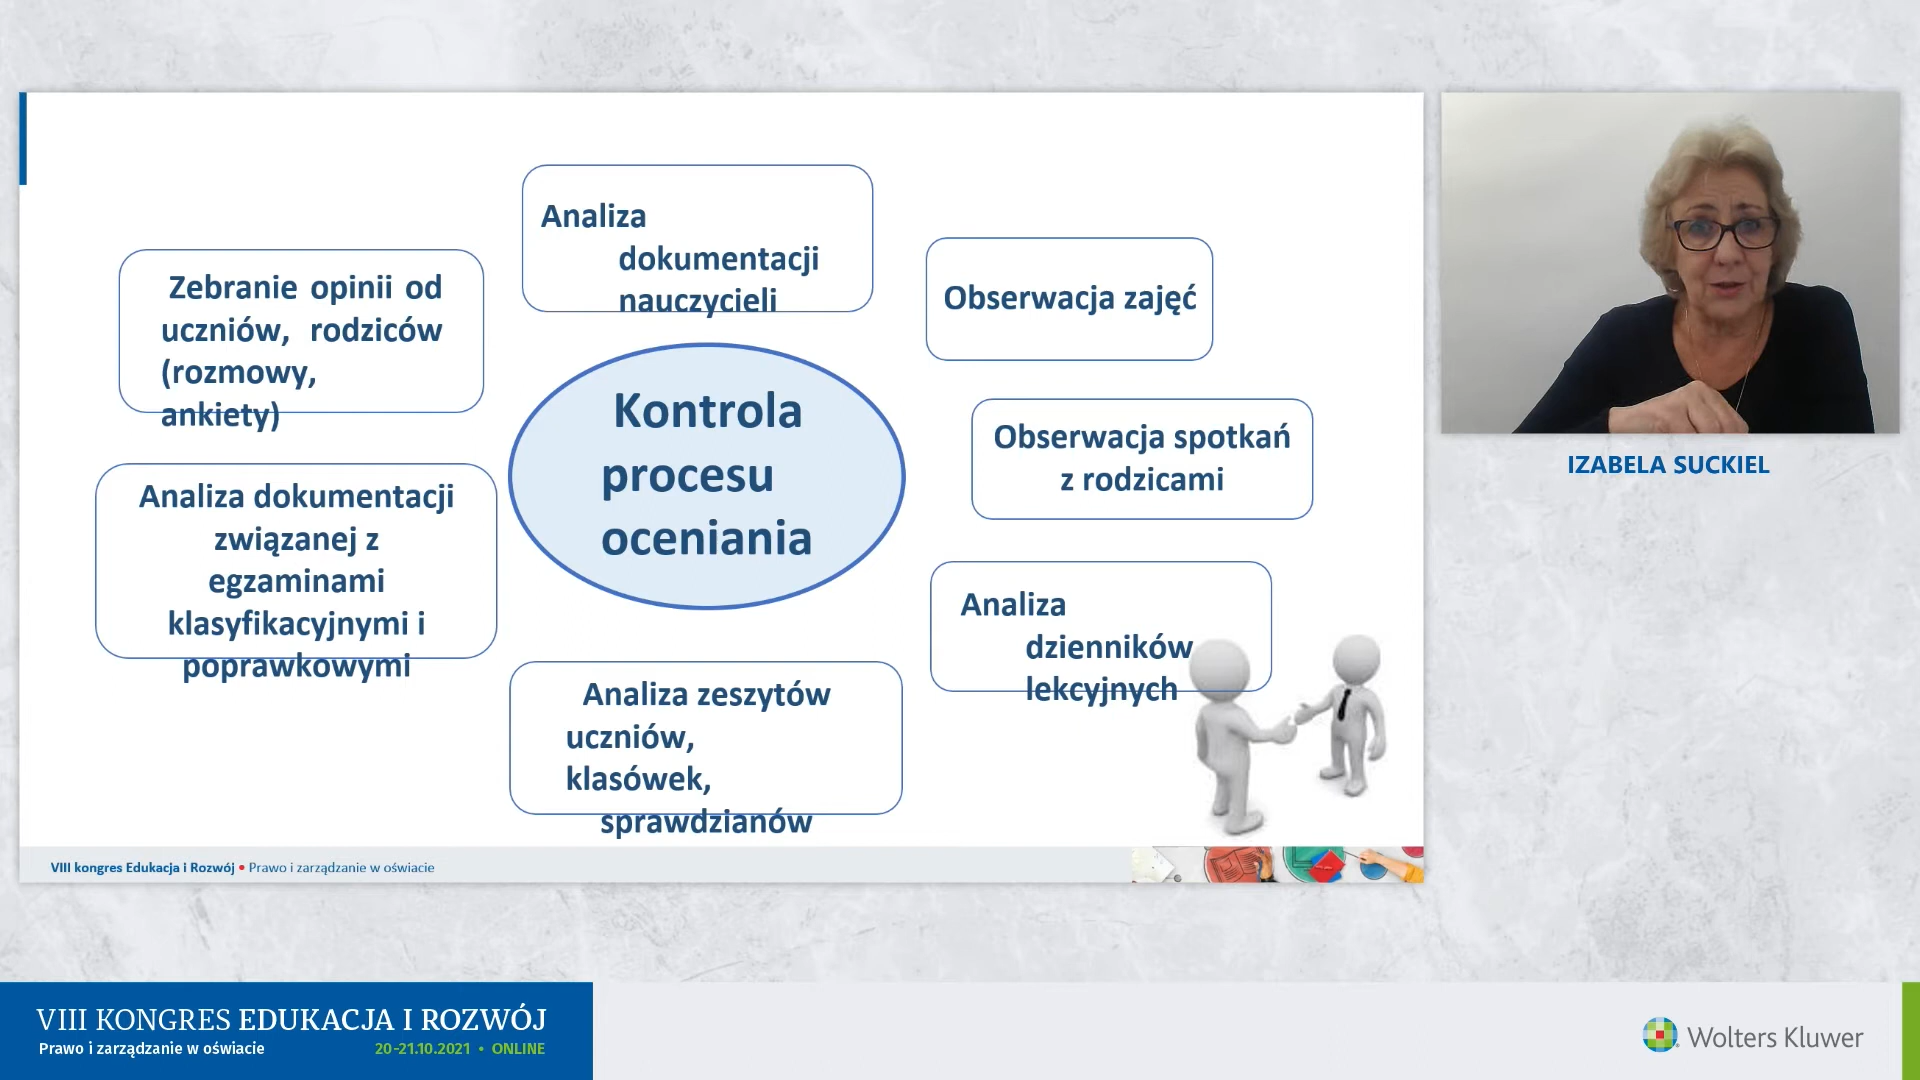 Analiza
dokumentacji
nauczycieli
Zebranie opinii od
uczniów, rodziców
(rozmowy,
ankiety)
Obserwacja zajęć
Kontrola
procesu
oceniania
Obserwacja spotkań
z rodzicami
Analiza dokumentacji
związanej z
egzaminami
klasyfikacyjnymi i
poprawkowymi
Analiza
dzienników
lekcyjnych
Analiza zeszytów
uczniów,
klasówek,
sprawdzianów
VIII kongres Edukacja i Rozwój • Prawo i zarządzanie w oświacie
IZABELA SUCKIEL
VIII KONGRES EDUKACJA I ROZWÓJ
Prawo i zarządzanie w oświacie 20-21.10.2021 • ONLINE
Wolters Kluwer